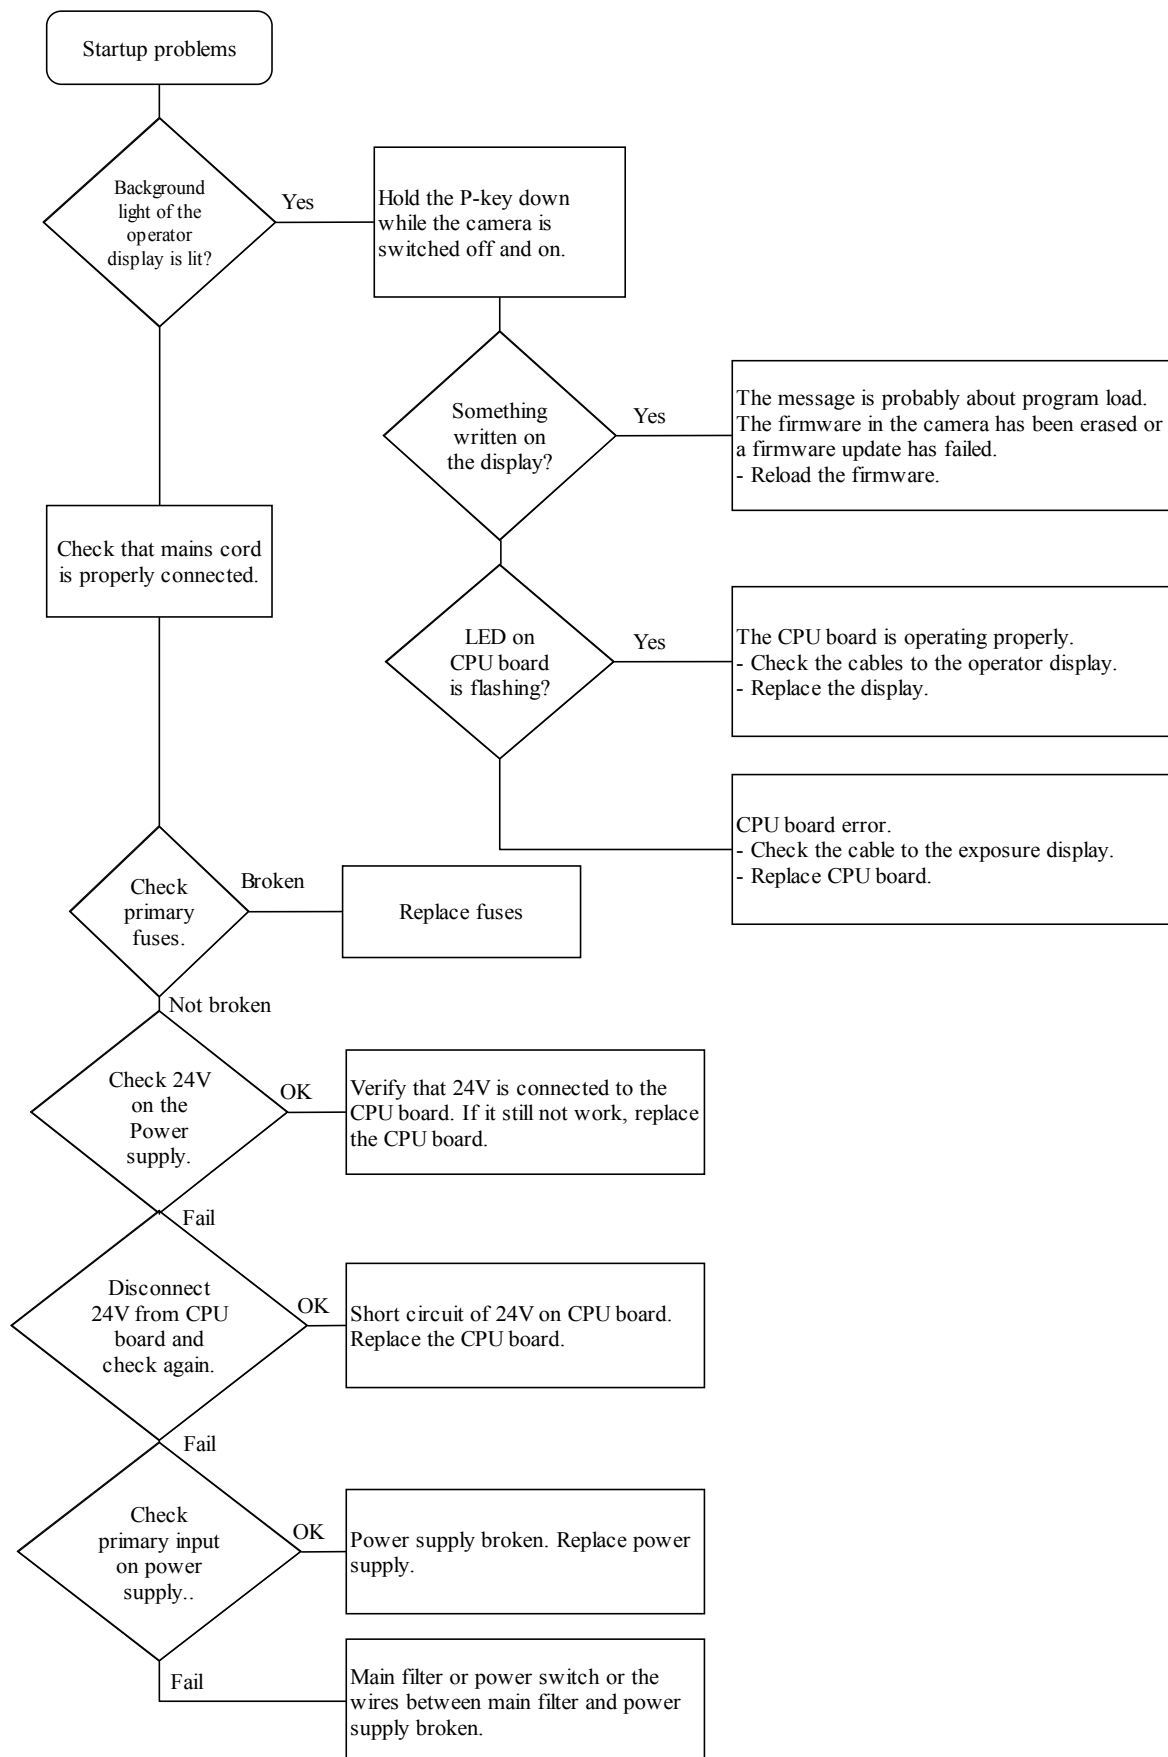 Startup problems
Background
light of the
operator
display is lit?
Yes
Hold the P-key down
while the camera is
switched off and on.
Something
written on
the display?
Yes
The message is probably about program load.
The firmware in the camera has been erased or
a firmware update has failed.
- Reload the firmware.
Check that mains cord
is properly connected.
LED on
CPU board
is flashing?
Yes
The CPU board is operating properly.
- Check the cables to the operator display.
- Replace the display.
CPU board error.
- Check the cable to the exposure display.
- Replace CPU board.
Check
primary
fuses.
Broken
Replace fuses
Not broken
Check 24V
on the
Power
supply.
OK
Verify that 24V is connected to the
CPU board. If it still not work, replace
the CPU board.
Fail
Disconnect
24V from CPU
board and
check again.
OK
Short circuit of 24V on CPU board.
Replace the CPU board.
Fail
Check
primary input
on power
supply..
OK
Power supply broken. Replace power
supply.
Fail
Main filter or power switch or the
wires between main filter and power
supply broken.